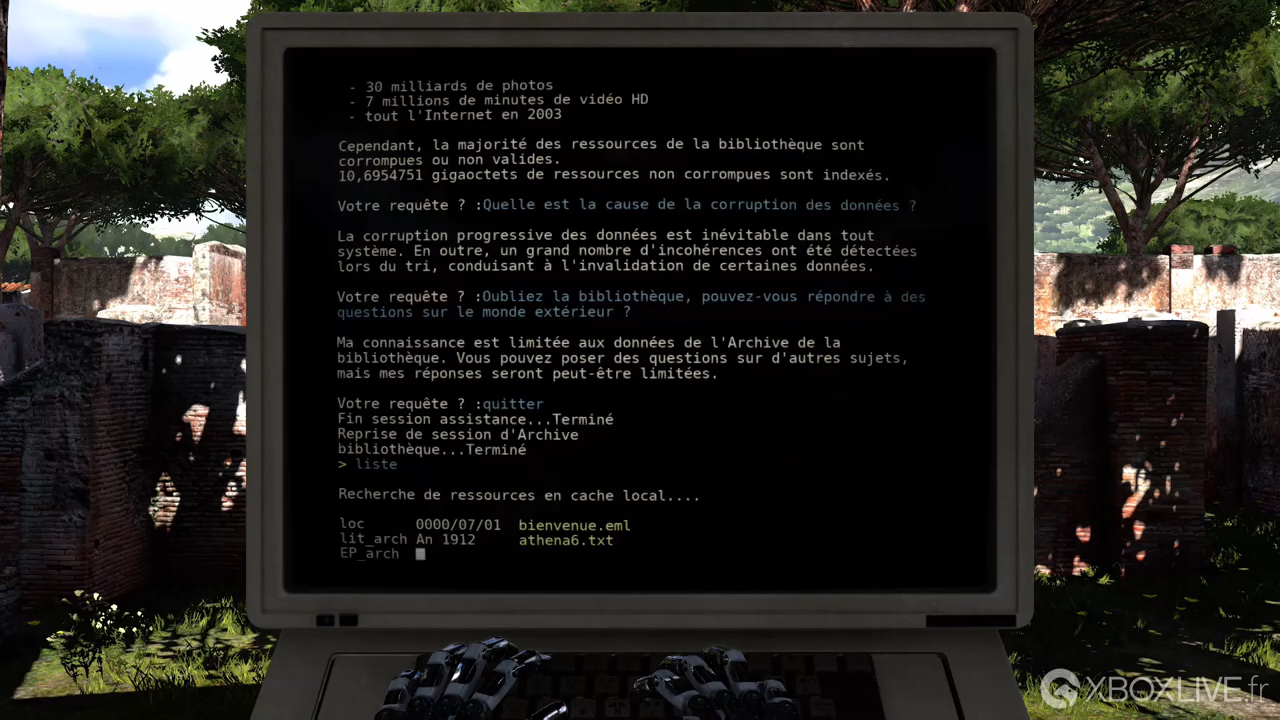 - 30 milliards de photos
- 7 millions de minutes de vidéo HD
- tout l'Internet en 2003
Cependant, la majorité des ressources de la bibliothèque sont
corrompues ou non valides.
10,6954751 gigaoctets de ressources non corrompues sont indexés.
Votre requête ? :Quelle est la cause de la corruption des données ?
La corruption progressive des données est inévitable dans tout
système. En outre, un grand nombre d'incohérences ont été détectées
lors du tri, conduisant à l'invalidation de certaines données.
Votre requête ? :Oubliez la bibliothèque, pouvez-vous répondre à des
questions sur le monde extérieur ?
Ma connaissance est limitée aux données de l'Archive de la
bibliothèque. Vous pouvez poser des questions sur d'autres sujets,
mais mes réponses seront peut-être limitées.
Votre requête ? :quitter
Fin session assistance...Terminé
Reprise de session d'Archive
bibliothèque...Terminé
> liste
Recherche de ressources en cache local....
loc 0000/07/01 bienvenue.eml
lit_arch An 1912 athena6.txt
EP_arch
XBOXLIVE.fr